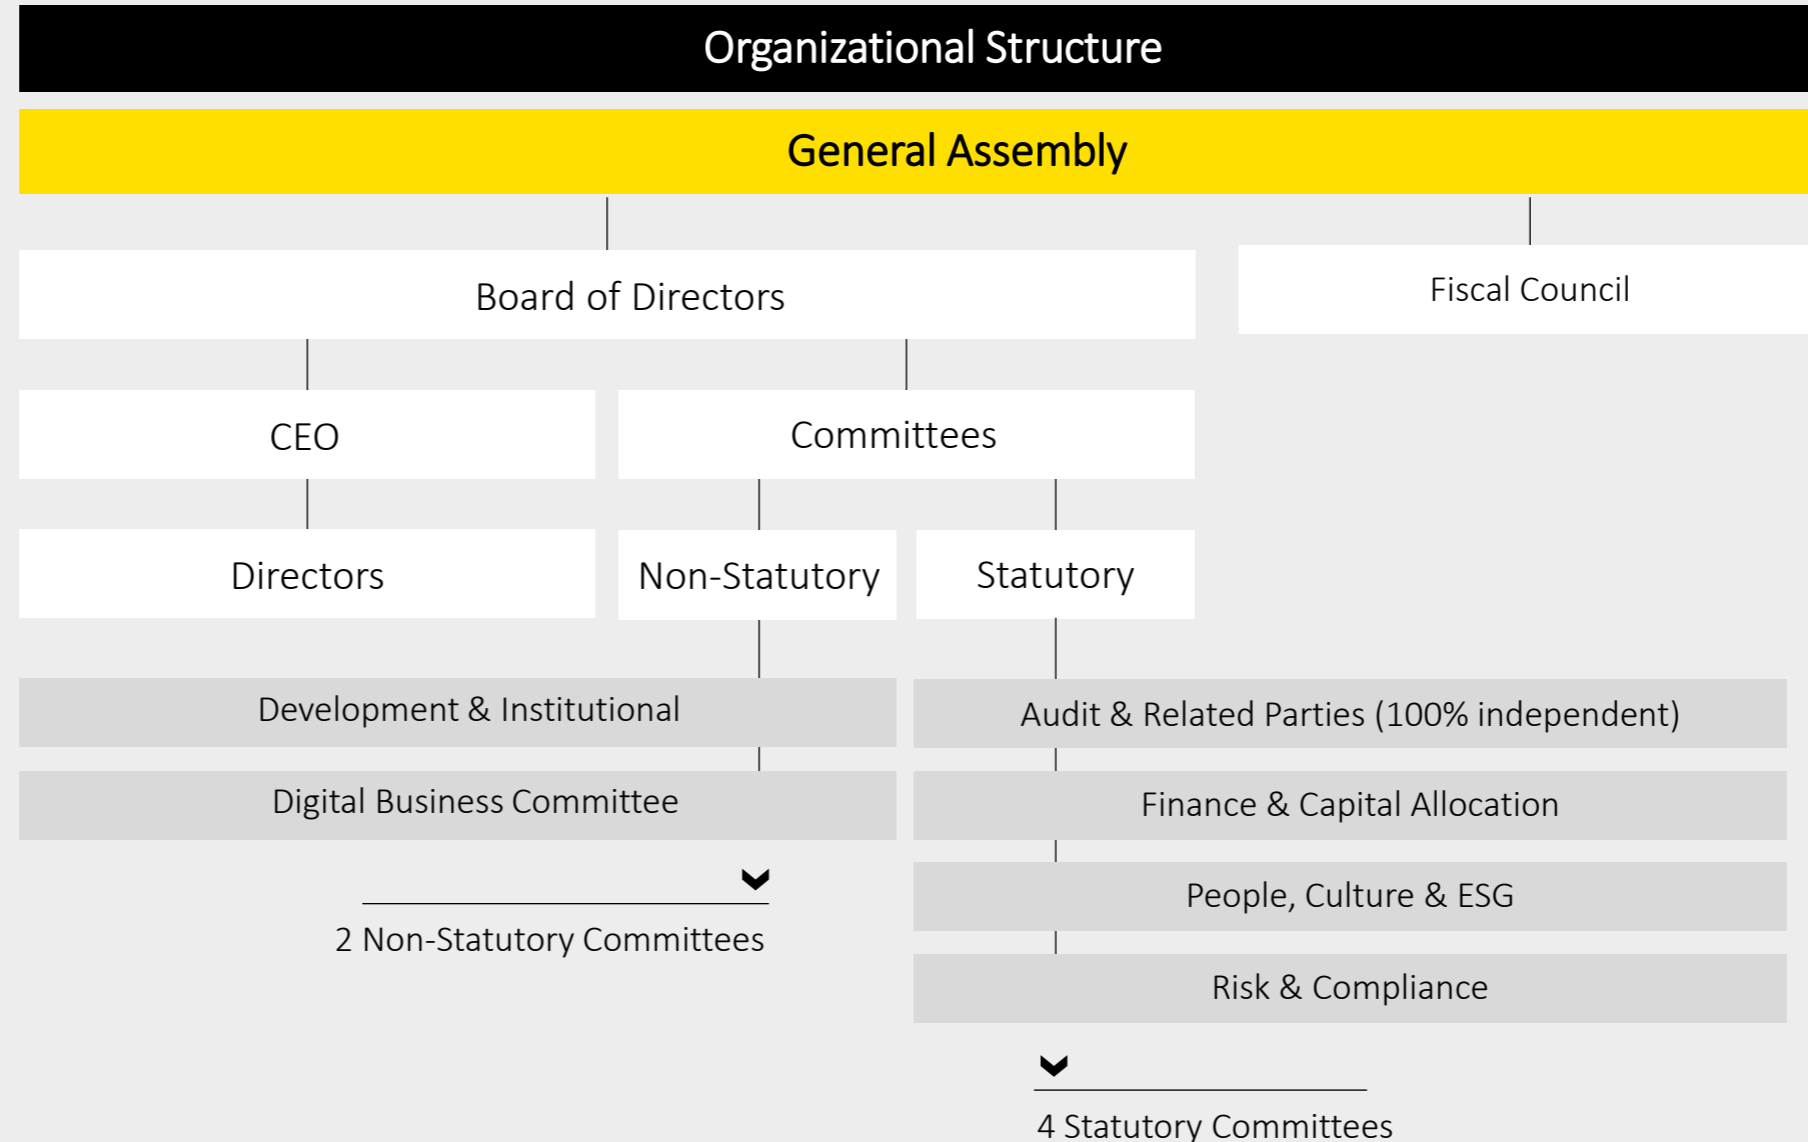 Organizational Structure
General Assembly
Board of Directors
Fiscal Council
CEO
Committees
Directors
Non-Statutory
Statutory
Development & Institutional
Audit & Related Parties (100% independent)
Digital Business Committee
Finance & Capital Allocation
People, Culture & ESG
2 Non-Statutory Committees
Risk & Compliance
4 Statutory Committees